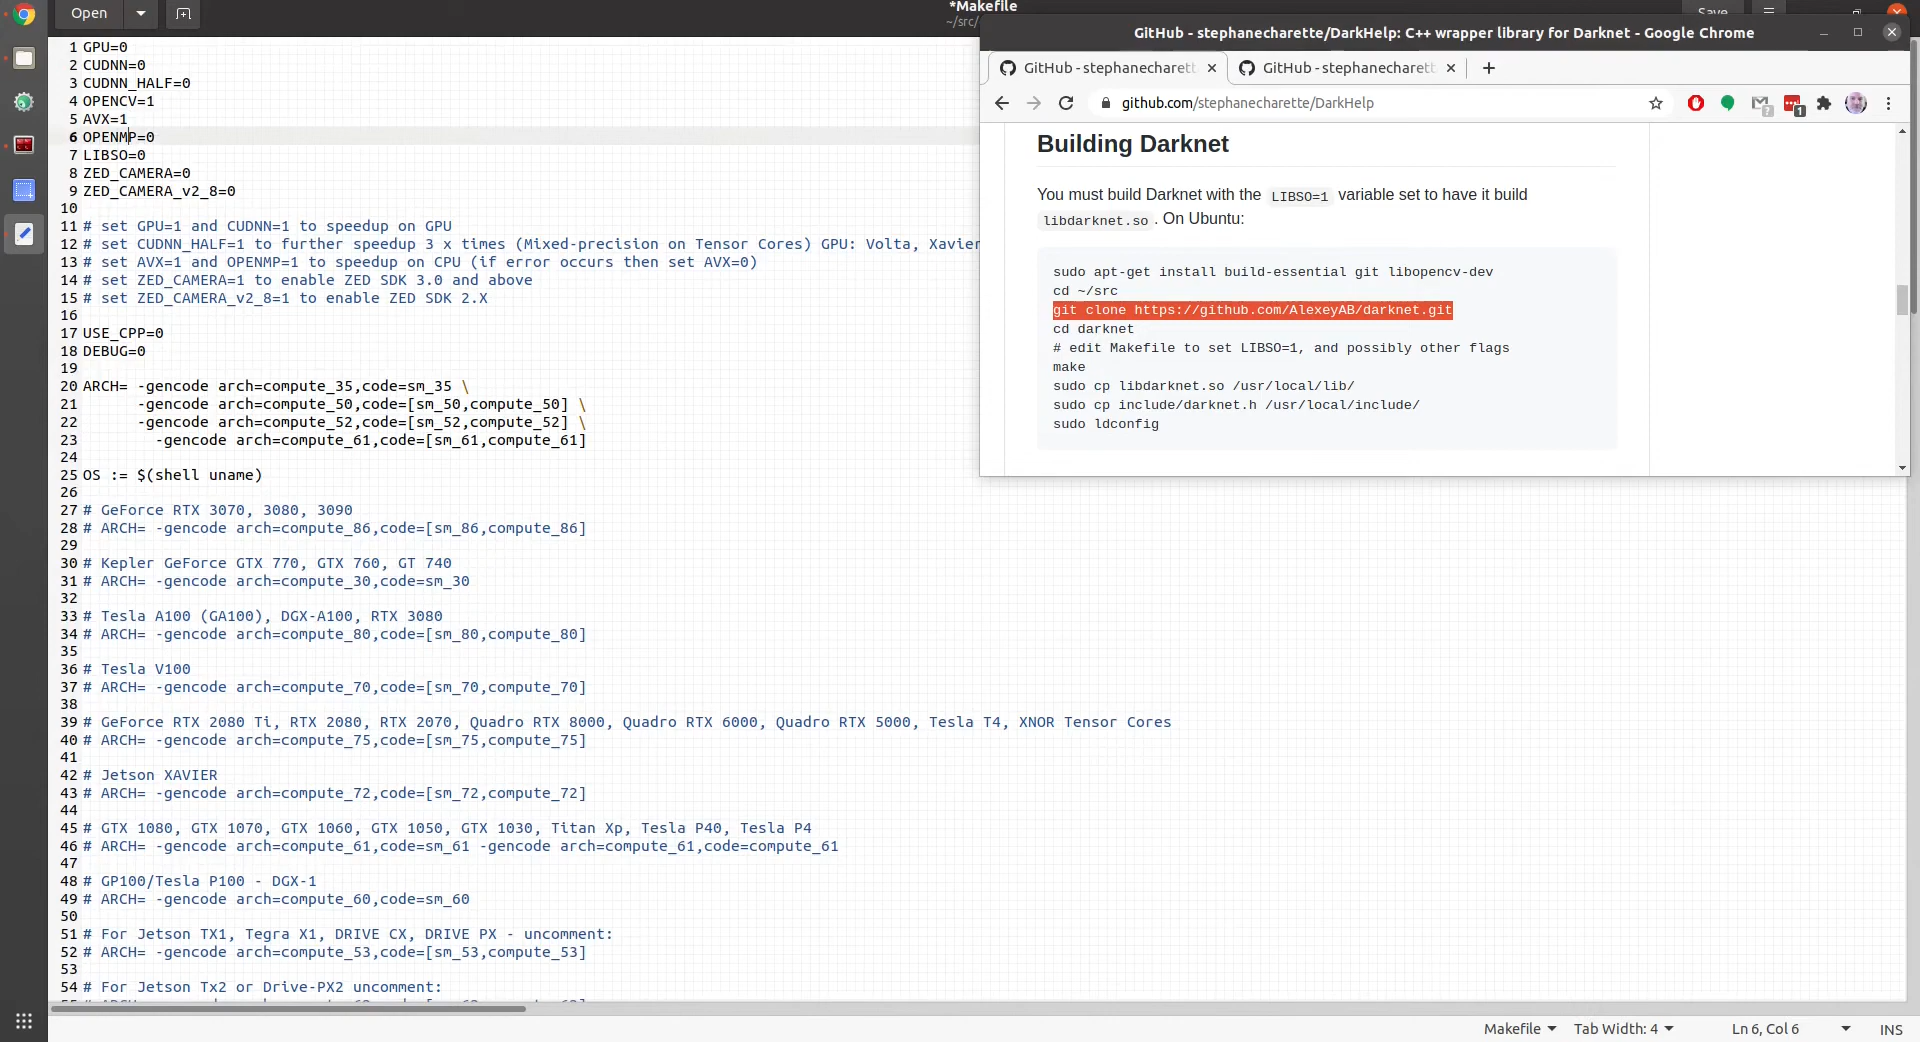 Open
*Makefile
~/src/
Save
1 GPU=0
2 CUDNN=0
3 CUDNN_HALF=0
4 OPENCV=1
5 AVX=1
6 OPENMP=0
7 LIBSO=0
8 ZED_CAMERA=0
9 ZED_CAMERA_v2_8=0
10
11 # set GPU=1 and CUDNN=1 to speedup on GPU
12 # set CUDNN_HALF=1 to further speedup 3 x times (Mixed-precision on Tensor Cores) GPU: Volta, Xavier
13 # set AVX=1 and OPENMP=1 to speedup on CPU (if error occurs then set AVX=0)
14 # set ZED_CAMERA=1 to enable ZED SDK 3.0 and above
15 # set ZED_CAMERA_v2_8=1 to enable ZED SDK 2.X
16
17 USE_CPP=0
18 DEBUG=0
19
20 ARCH= -gencode arch=compute_35,code=sm_35 \
21 -gencode arch=compute_50,code=[sm_50,compute_50] \
22 -gencode arch=compute_52,code=[sm_52,compute_52] \
23 -gencode arch=compute_61,code=[sm_61,compute_61]
24
25 OS := $(shell uname)
26
27 # GeForce RTX 3070, 3080, 3090
28 # ARCH= -gencode arch=compute_86,code=[sm_86,compute_86]
29
30 # Kepler GeForce GTX 770, GTX 760, GT 740
31 # ARCH= -gencode arch=compute_30,code=sm_30
32
33 # Tesla A100 (GA100), DGX-A100, RTX 3080
34 # ARCH= -gencode arch=compute_80,code=[sm_80,compute_80]
35
36 # Tesla V100
37 # ARCH= -gencode arch=compute_70,code=[sm_70,compute_70]
38
39 # GeForce RTX 2080 Ti, RTX 2080, RTX 2070, Quadro RTX 8000, Quadro RTX 6000, Quadro RTX 5000, Tesla T4, XNOR Tensor Cores
40 # ARCH= -gencode arch=compute_75,code=[sm_75,compute_75]
41
42 # Jetson XAVIER
43 # ARCH= -gencode arch=compute_72,code=[sm_72,compute_72]
44
45 # GTX 1080, GTX 1070, GTX 1060, GTX 1050, GTX 1030, Titan Xp, Tesla P40, Tesla P4
46 # ARCH= -gencode arch=compute_61,code=sm_61 -gencode arch=compute_61,code=compute_61
47
48 # GP100/Tesla P100 - DGX-1
49 # ARCH= -gencode arch=compute_60,code=sm_60
50
51 # For Jetson TX1, Tegra X1, DRIVE CX, DRIVE PX - uncomment:
52 # ARCH= -gencode arch=compute_53,code=[sm_53,compute_53]
53
54 # For Jetson Tx2 or Drive-PX2 uncomment:
GitHub - stephanecharette/DarkHelp: C++ wrapper library for Darknet - Google Chrome
GitHub - stephanecharett
GitHub - stephanecharett
github.com/stephanecharette/DarkHelp
?
1
Building Darknet
You must build Darknet with the LIBSO=1 variable set to have it build
libdarknet.so . On Ubuntu:
sudo apt-get install build-essential git libopencv-dev
cd ~/src
git clone https://github.com/AlexeyAB/darknet.git
cd darknet
# edit Makefile to set LIBSO=1, and possibly other flags
make
sudo cp libdarknet.so /usr/local/lib/
sudo cp include/darknet.h /usr/local/include/
sudo ldconfig
Makefile
Tab Width: 4
Ln 6, Col 6
INS